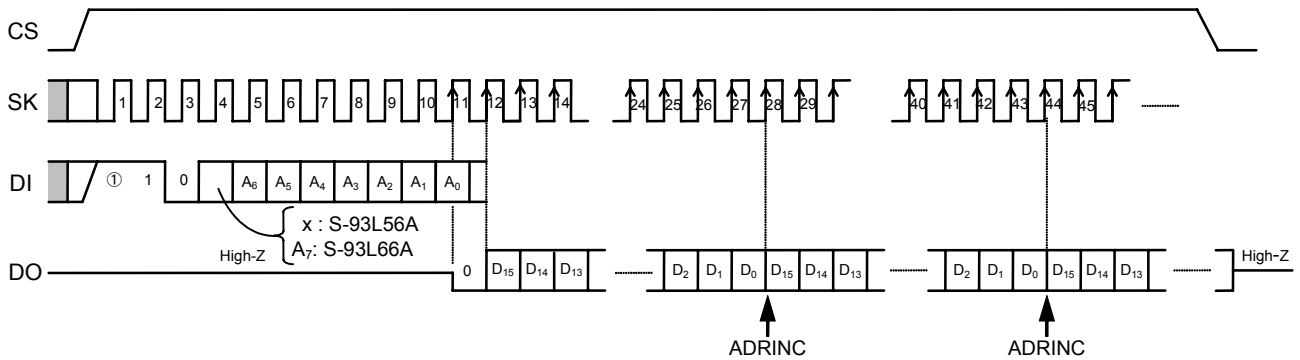 CS
SK 1 2 3 4 5 6 7 8 9 10 11 12 13 14 24 25 26 27 28 29 40 41 42 43 44 45
DI ① 1 0 A6 A5 A4 A3 A2 A1 A0
x : S-93L56A
A7: S-93L66A
High-Z
DO 0 D15 D14 D13 D2 D1 D0 D15 D14 D13 D2 D1 D0 D15 D14 D13 High-Z
ADRINC ADRINC